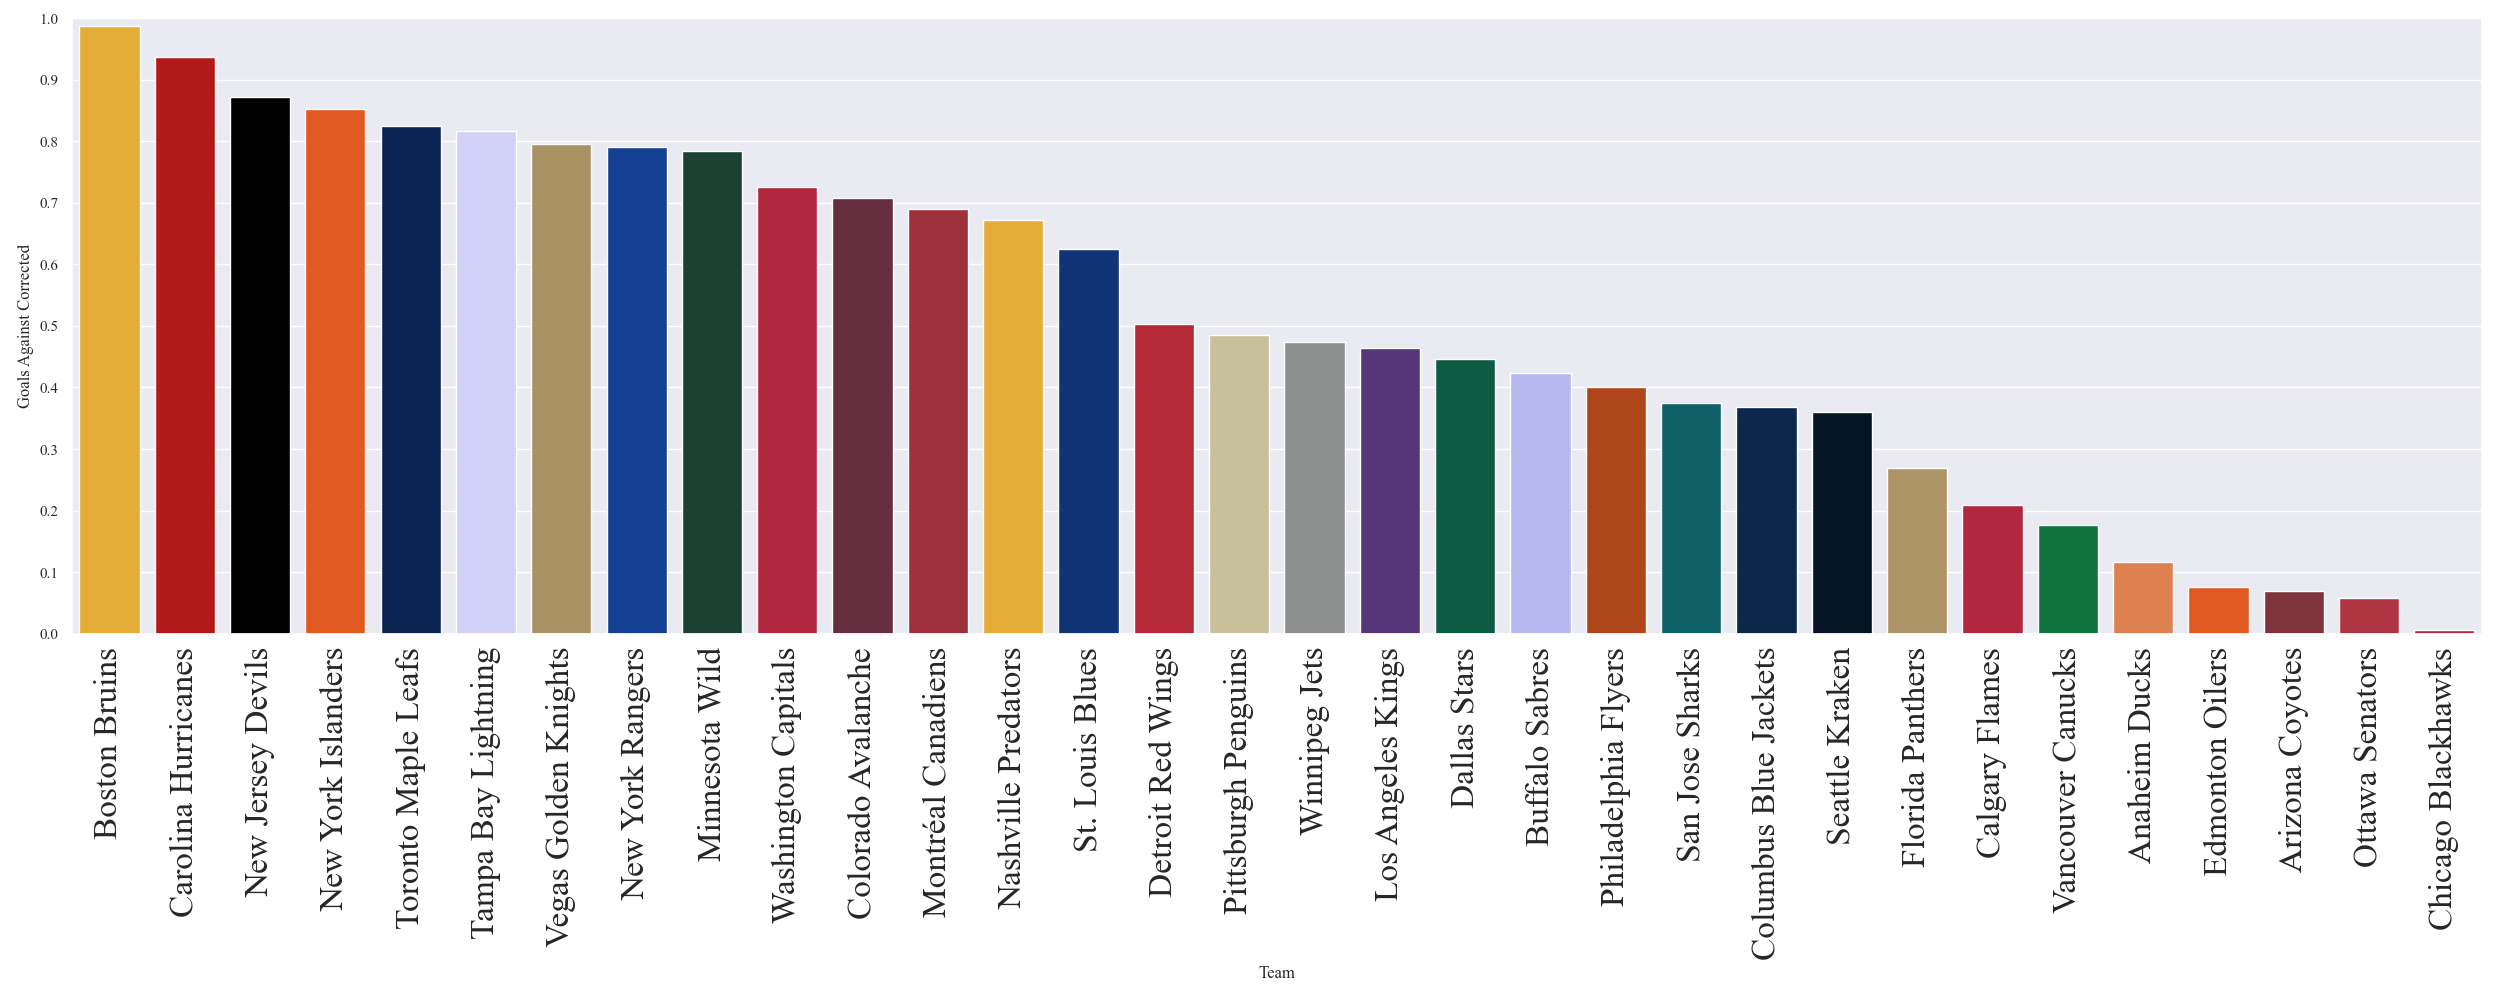 1.0
0.9
0.8
0.7
0.6
0.5
0.4
0.3
0.2
0.1
0.0
Goals Against Corrected
Boston Bruins
Carolina Hurricanes
New Jersey Devils
New York Islanders
Toronto Maple Leafs
Tampa Bay Lightning
Vegas Golden Knights
New York Rangers
Minnesota Wild
Washington Capitals
Colorado Avalanche
Montréal Canadiens
Nashville Predators
St. Louis Blues
Detroit Red Wings
Pittsburgh Penguins
Winnipeg Jets
Los Angeles Kings
Dallas Stars
Buffalo Sabres
Philadelphia Flyers
San Jose Sharks
Columbus Blue Jackets
Seattle Kraken
Florida Panthers
Calgary Flames
Vancouver Canucks
Anaheim Ducks
Edmonton Oilers
Arizona Coyotes
Ottawa Senators
Chicago Blackhawks
Team